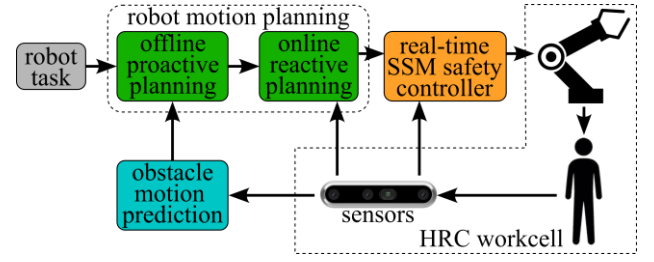 robot motion planning
robot
task
offline
proactive
planning
online
reactive
planning
real-time
SSM safety
controller
obstacle
motion
prediction
sensors
HRC workcell